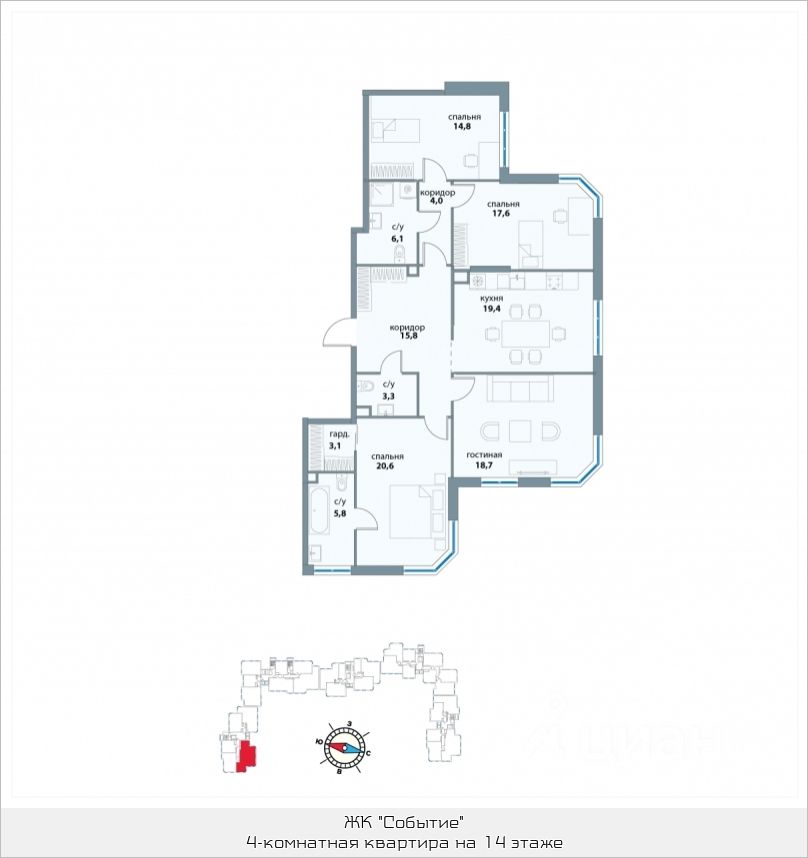 спальня
14,8
коридор
4,0
спальня
17,6
с/у
6,1
кухня
19,4
коридор
15,8
с/у
3,3
гард.
3,1
спальня
20,6
гостиная
18,7
с/у
5,8
З
Ю
С
В
циан
ЖК "Событие"
4-комнатная квартира на 14 этаже